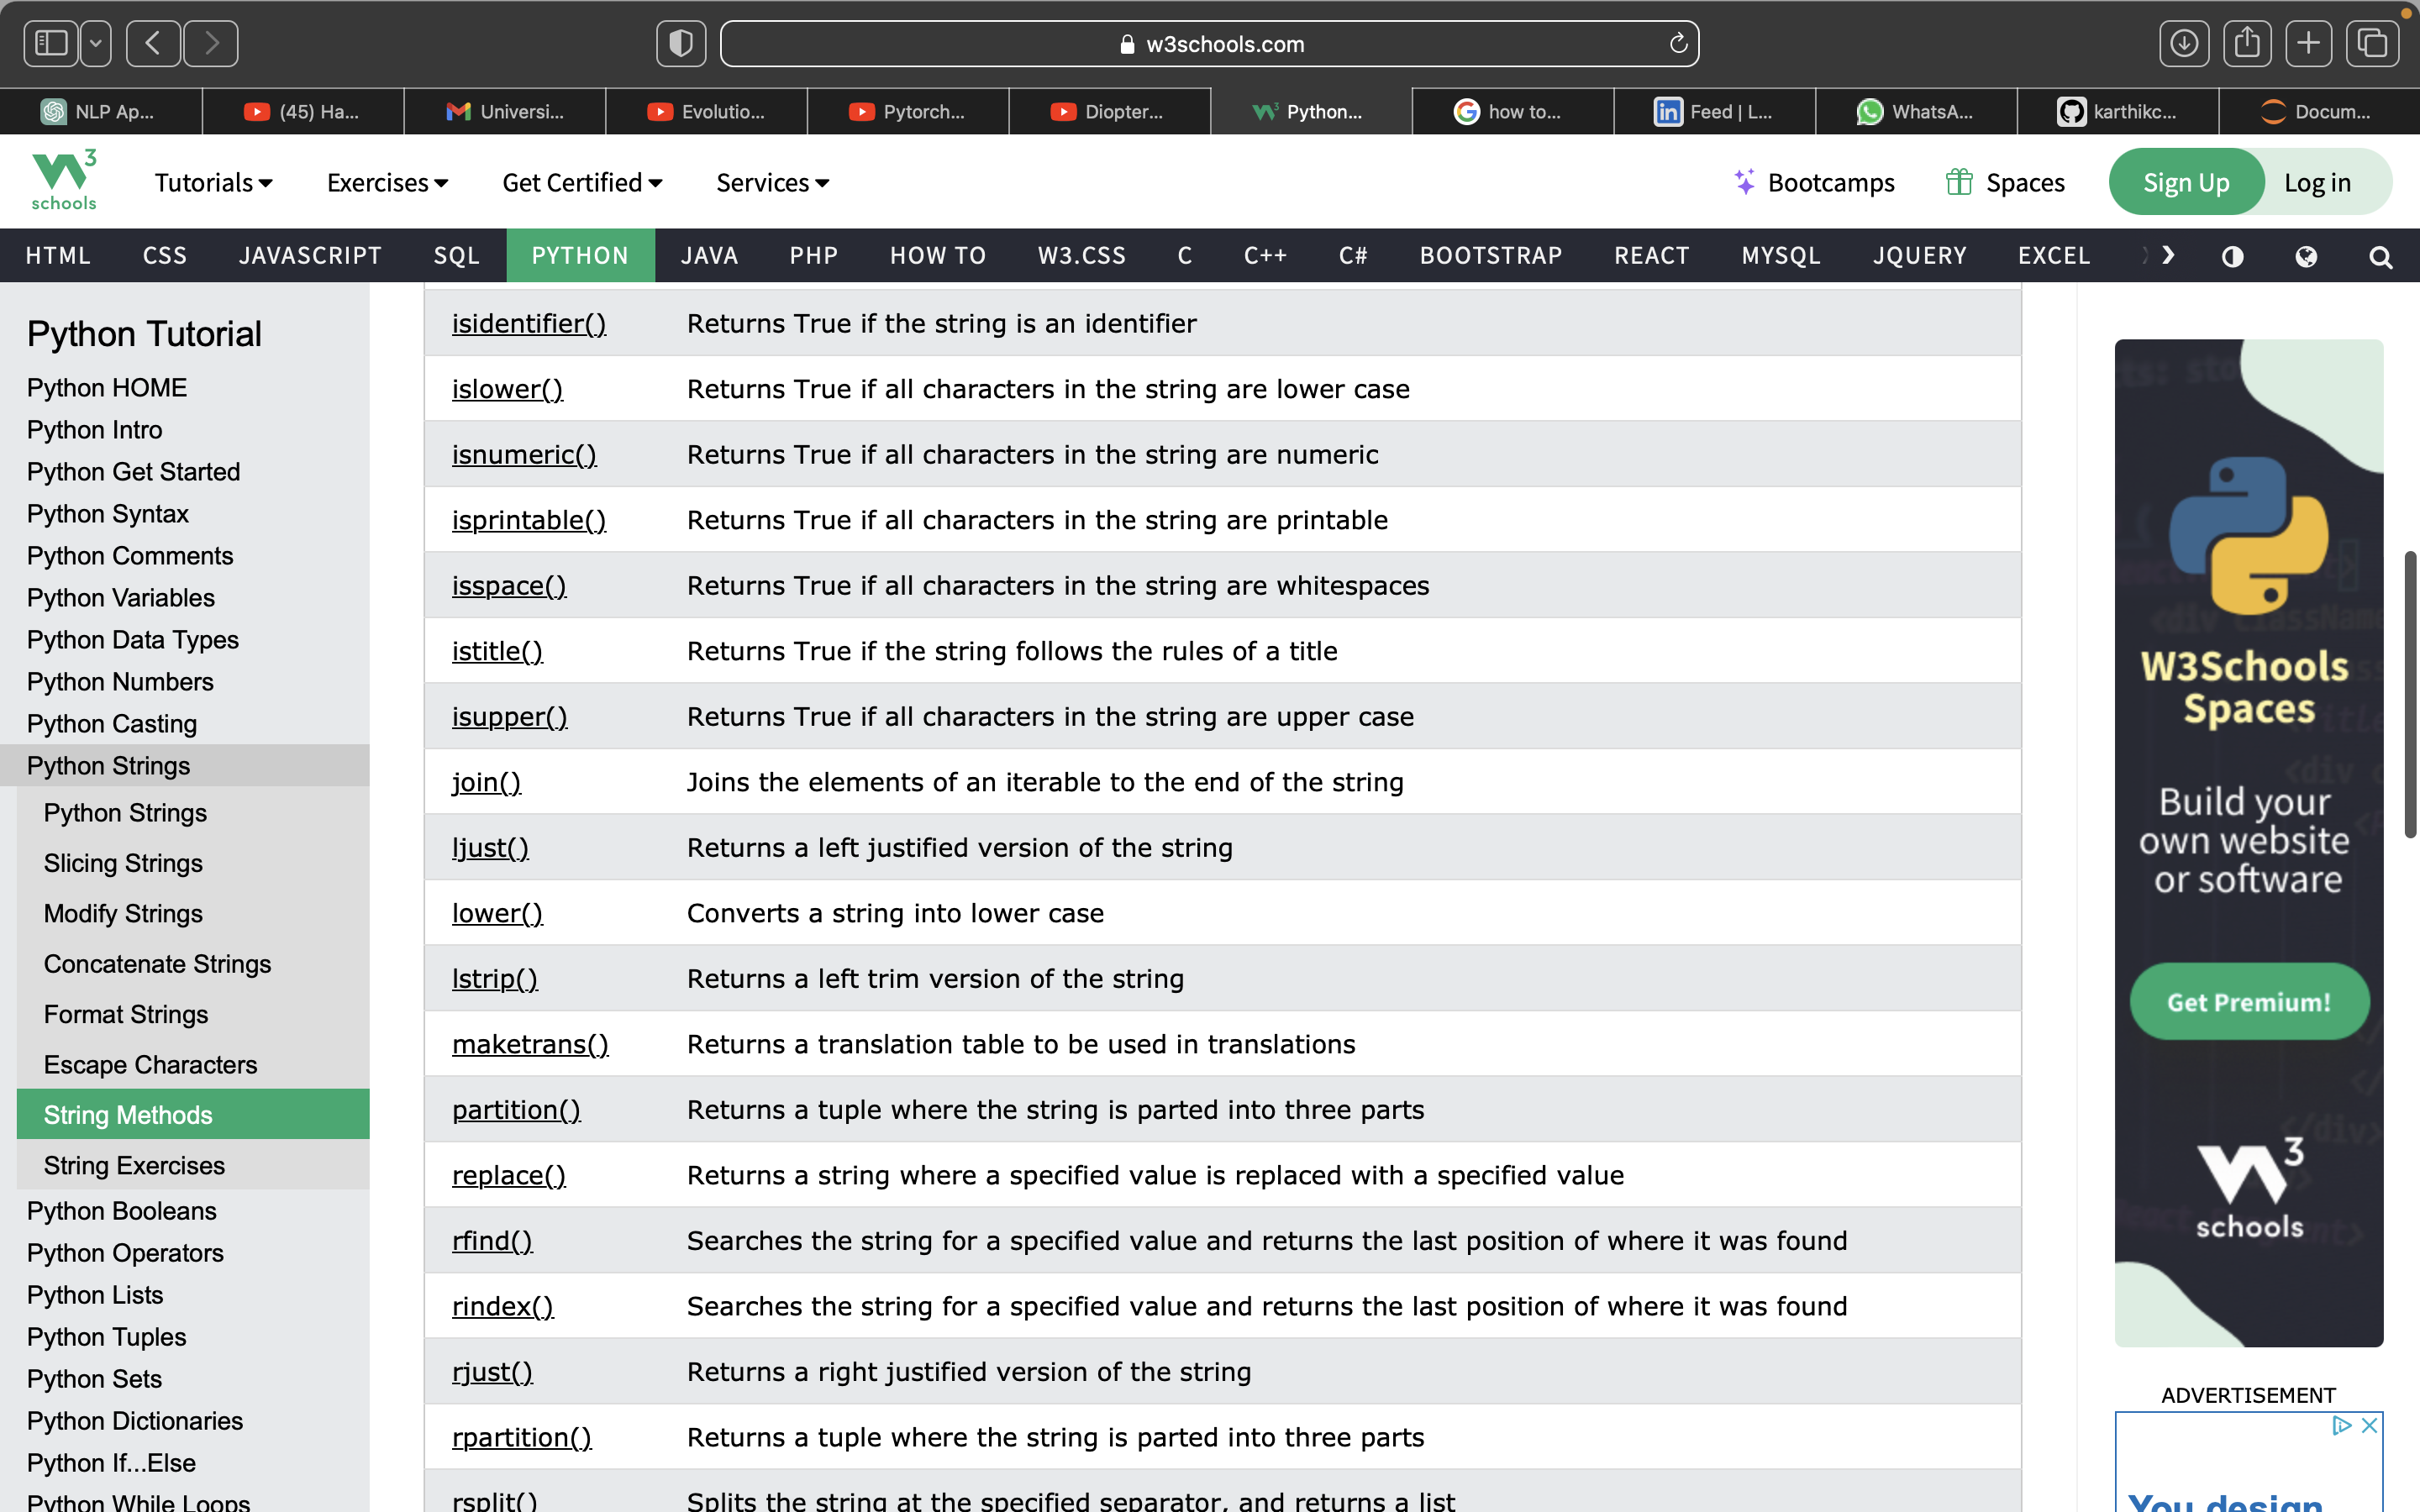 w3schools.com
NLP Ap...
(45) Ha...
Universi...
Evolutio...
Pytorch...
Diopter...
Python...
how to...
Feed | L...
WhatsA...
karthikc...
Docum...
W3 schools
Tutorials
Exercises
Get Certified
Services
Bootcamps
Spaces
Sign Up
Log in
HTML CSS JAVASCRIPT SQL PYTHON JAVA PHP HOW TO W3.CSS C C++ C# BOOTSTRAP REACT MYSQL JQUERY EXCEL
Python Tutorial
Python HOME
Python Intro
Python Get Started
Python Syntax
Python Comments
Python Variables
Python Data Types
Python Numbers
Python Casting
Python Strings
Python Strings
Slicing Strings
Modify Strings
Concatenate Strings
Format Strings
Escape Characters
String Methods
String Exercises
Python Booleans
Python Operators
Python Lists
Python Tuples
Python Sets
Python Dictionaries
Python If...Else
Python While Loops
isidentifier() Returns True if the string is an identifier
islower() Returns True if all characters in the string are lower case
isnumeric() Returns True if all characters in the string are numeric
isprintable() Returns True if all characters in the string are printable
isspace() Returns True if all characters in the string are whitespaces
istitle() Returns True if the string follows the rules of a title
isupper() Returns True if all characters in the string are upper case
join() Joins the elements of an iterable to the end of the string
ljust() Returns a left justified version of the string
lower() Converts a string into lower case
lstrip() Returns a left trim version of the string
maketrans() Returns a translation table to be used in translations
partition() Returns a tuple where the string is parted into three parts
replace() Returns a string where a specified value is replaced with a specified value
rfind() Searches the string for a specified value and returns the last position of where it was found
rindex() Searches the string for a specified value and returns the last position of where it was found
rjust() Returns a right justified version of the string
rpartition() Returns a tuple where the string is parted into three parts
rsplit() Splits the string at the specified separator, and returns a list
W3Schools
Spaces
Build your
own website
or software
Get Premium!
W3 schools
ADVERTISEMENT
You design